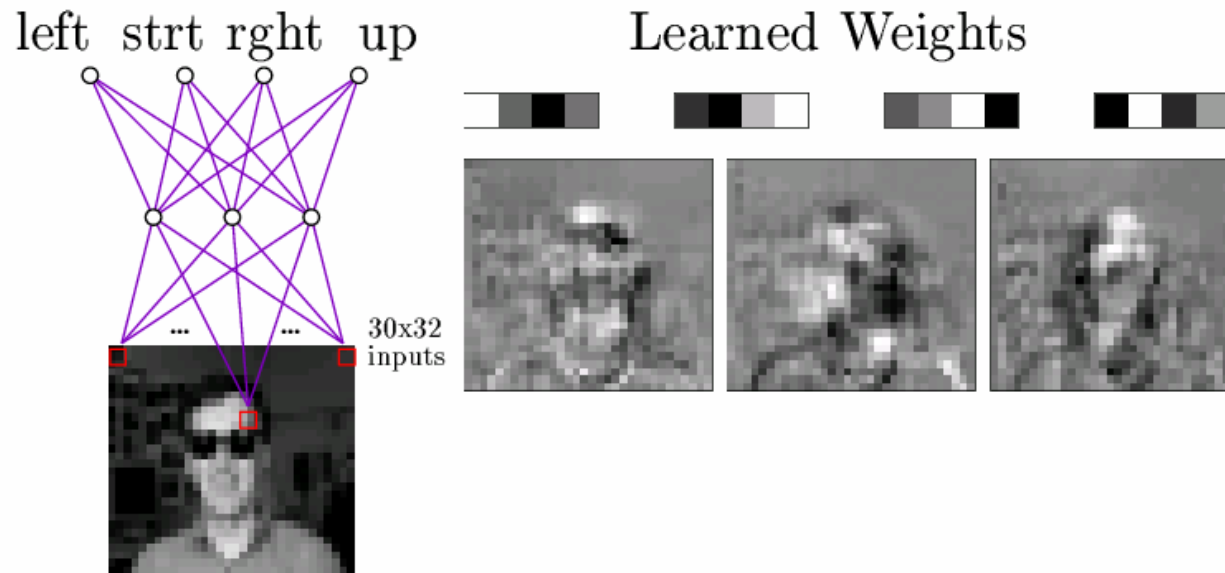 left strt rght up
Learned Weights
... ...
30x32
inputs